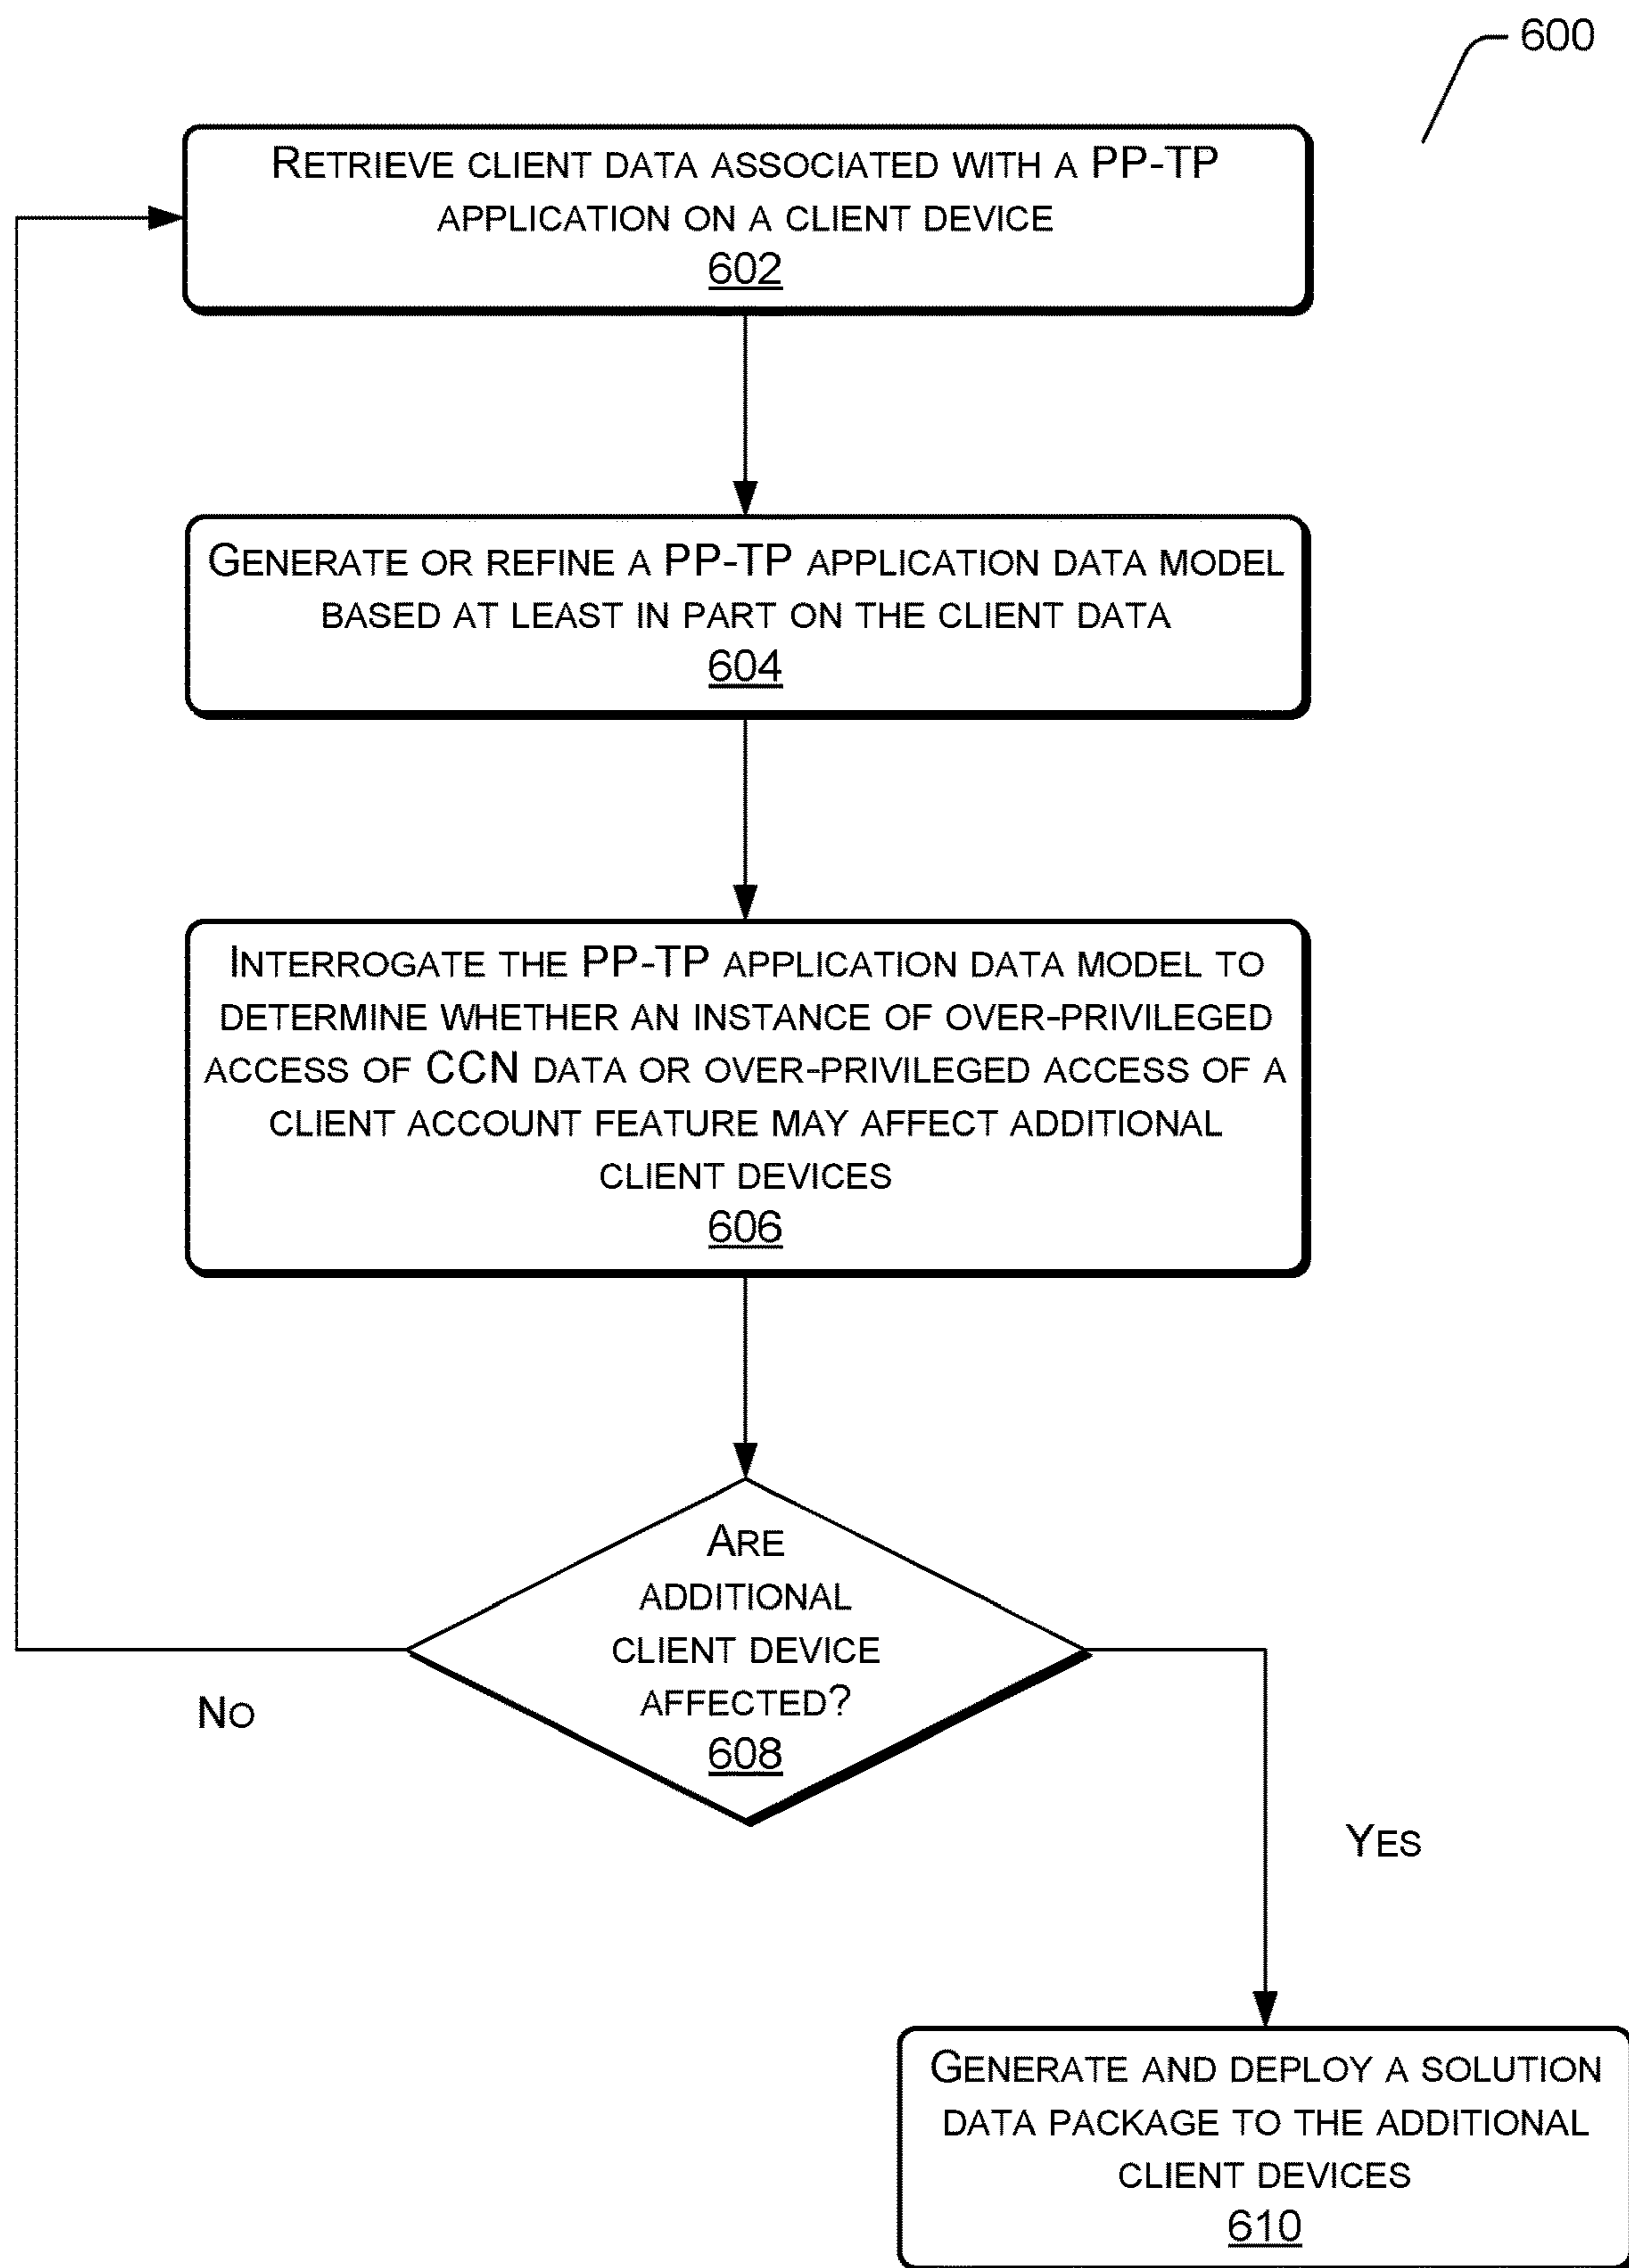 600
RETRIEVE CLIENT DATA ASSOCIATED WITH A PP-TP
APPLICATION ON A CLIENT DEVICE
602
GENERATE OR REFINE A PP-TP APPLICATION DATA MODEL
BASED AT LEAST IN PART ON THE CLIENT DATA
604
INTERROGATE THE PP-TP APPLICATION DATA MODEL TO
DETERMINE WHETHER AN INSTANCE OF OVER-PRIVILEGED
ACCESS OF CCN DATA OR OVER-PRIVILEGED ACCESS OF A
CLIENT ACCOUNT FEATURE MAY AFFECT ADDITIONAL
CLIENT DEVICES
606
ARE
ADDITIONAL
CLIENT DEVICE
AFFECTED?
608
NO
YES
GENERATE AND DEPLOY A SOLUTION
DATA PACKAGE TO THE ADDITIONAL
CLIENT DEVICES
610